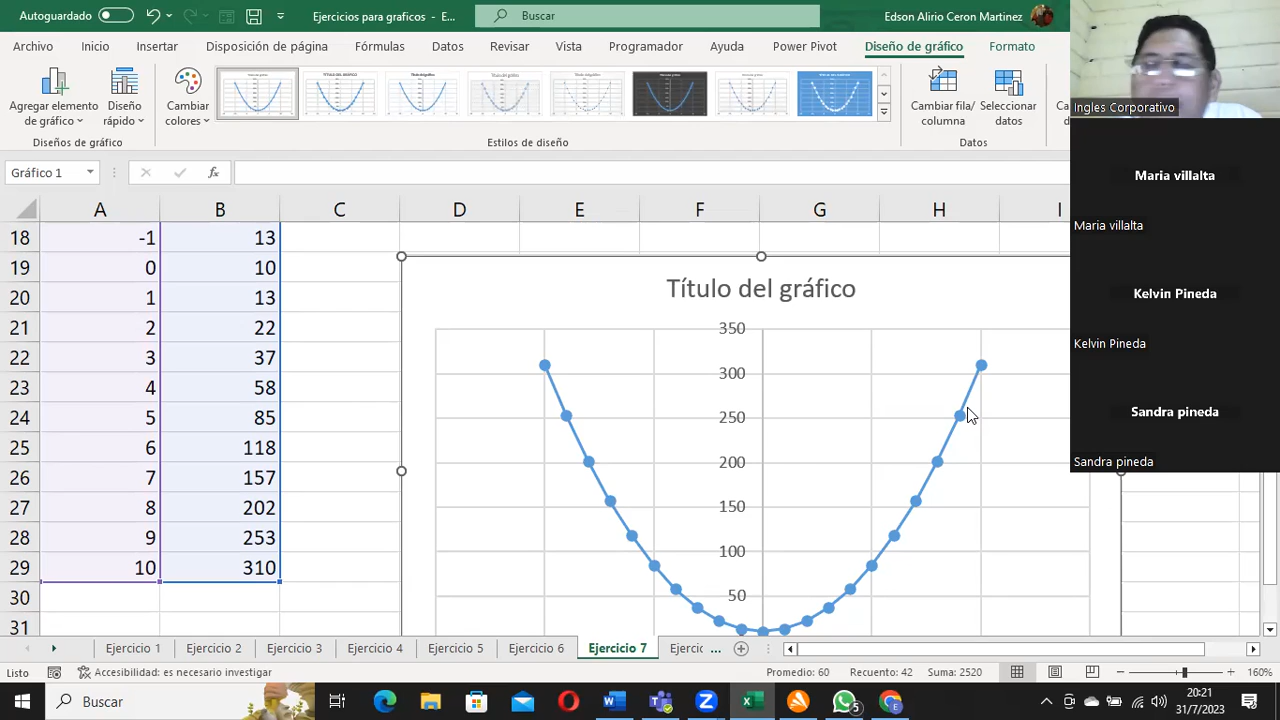 Autoguardado
Ejercicios para graficos - E...
Buscar
Edson Alirio Ceron Martinez
Archivo Inicio Insertar Disposición de página Fórmulas Datos Revisar Vista Programador Ayuda Power Pivot Diseño de gráfico Formato
Agregar elemento de gráfico
Diseño rápido
Cambiar colores
Cambiar fila/ columna
Seleccionar datos
Diseños de gráfico
Estilos de diseño
Datos
Ingles Corporativo
Gráfico 1
fx
A B C D E F G H I
18 -1 13
19 0 10
20 1 13
21 2 22
22 3 37
23 4 58
24 5 85
25 6 118
26 7 157
27 8 202
28 9 253
29 10 310
30
31
Título del gráfico
350
300
250
200
150
100
50
Maria villalta
Maria villalta
Kelvin Pineda
Kelvin Pineda
Sandra pineda
Sandra pineda
Ejercicio 1 Ejercicio 2 Ejercicio 3 Ejercicio 4 Ejercicio 5 Ejercicio 6 Ejercicio 7 Ejercic ...
Listo
Accesibilidad: es necesario investigar
Promedio: 60 Recuento: 42 Suma: 2520
160%
Buscar
5
20:21
31/7/2023